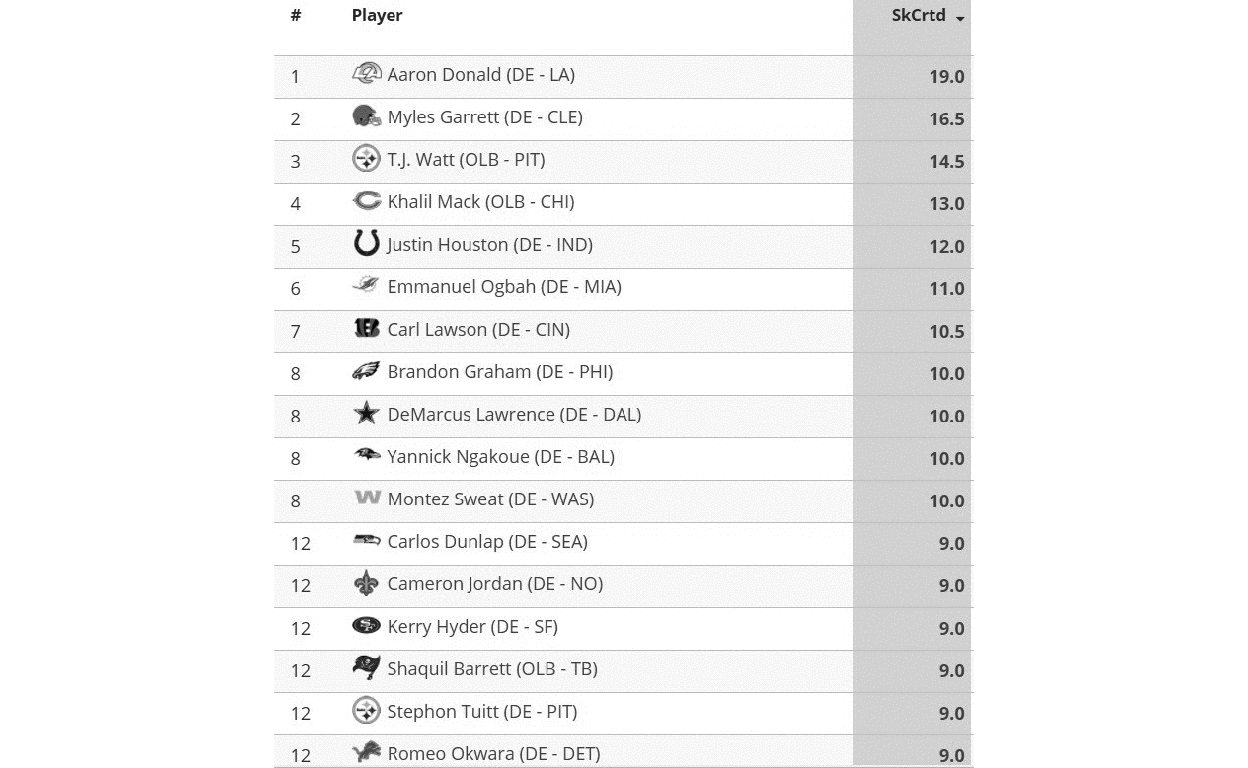 # Player SkCrtd
1 Aaron Donald (DE - LA) 19.0
2 Myles Garrett (DE - CLE) 16.5
3 T.J. Watt (OLB - PIT) 14.5
4 Khalil Mack (OLB - CHI) 13.0
5 Justin Houston (DE - IND) 12.0
6 Emmanuel Ogbah (DE - MIA) 11.0
7 Carl Lawson (DE - CIN) 10.5
8 Brandon Graham (DE - PHI) 10.0
8 DeMarcus Lawrence (DE - DAL) 10.0
8 Yannick Ngakoue (DE - BAL) 10.0
8 Montez Sweat (DE - WAS) 10.0
12 Carlos Dunlap (DE - SEA) 9.0
12 Cameron Jordan (DE - NO) 9.0
12 Kerry Hyder (DE - SF) 9.0
12 Shaquil Barrett (OLB - TB) 9.0
12 Stephon Tuitt (DE - PIT) 9.0
12 Romeo Okwara (DE - DET) 9.0